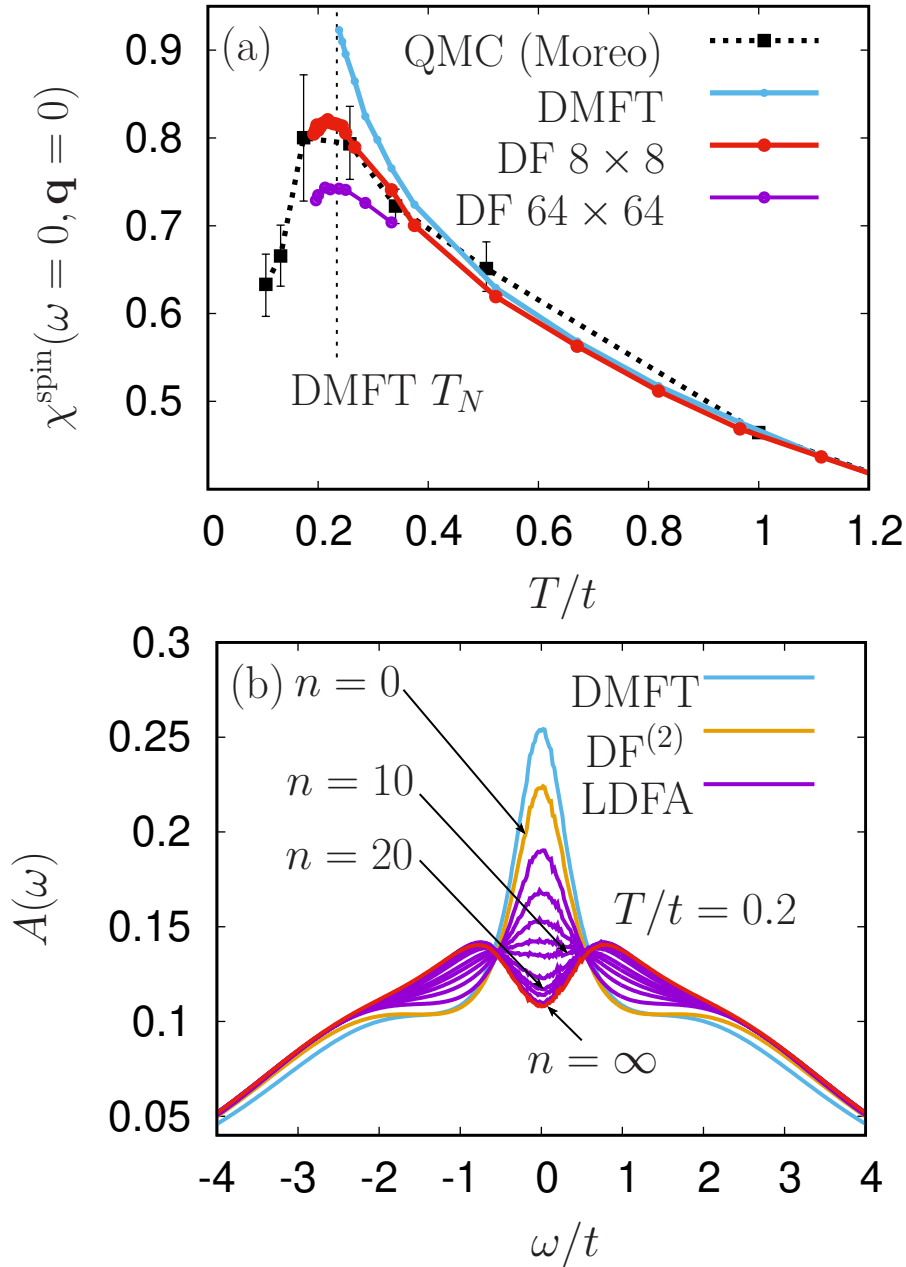 (a)
QMC (Moreo)
DMFT
DF 8 × 8
DF 64 × 64
DMFT T_N
χ^spin(ω = 0, q = 0)
0.9
0.8
0.7
0.6
0.5
0 0.2 0.4 0.6 0.8 1 1.2
T/t
(b) n = 0
n = 10
n = 20
n = ∞
DMFT
DF^(2)
LDFA
T/t = 0.2
A(ω)
0.3
0.25
0.2
0.15
0.1
0.05
-4 -3 -2 -1 0 1 2 3 4
ω/t